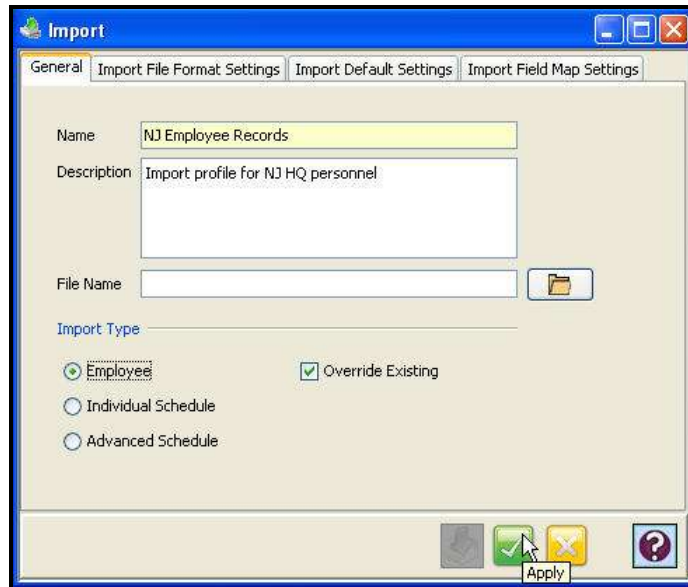 Import
General Import File Format Settings Import Default Settings Import Field Map Settings
Name NJ Employee Records
Description Import profile for NJ HQ personnel
File Name
Import Type
Employee Override Existing
Individual Schedule
Advanced Schedule
?
Apply